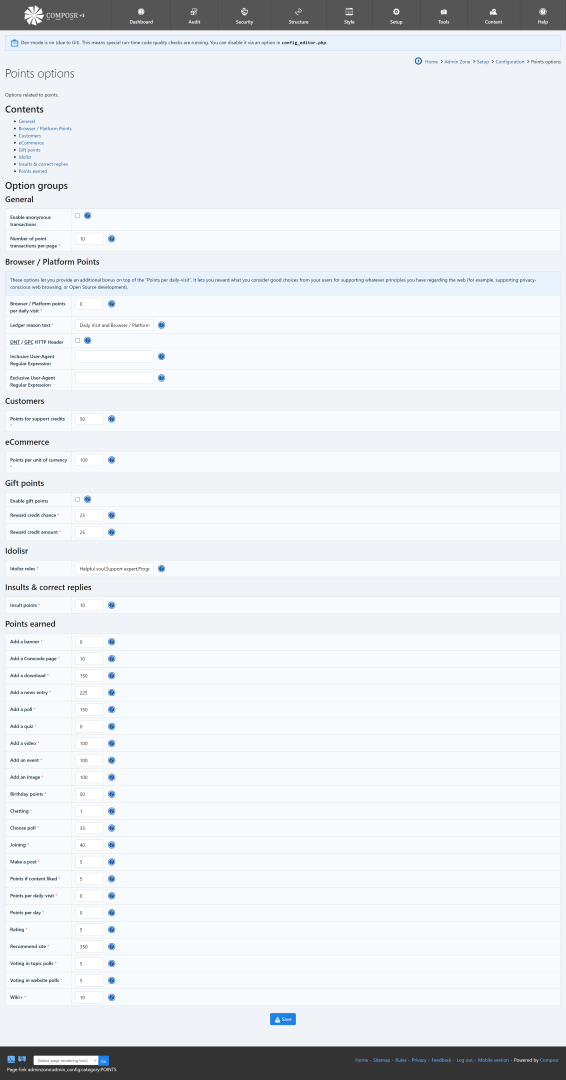 COMPOSR v11
Dashboard
Audit
Security
Structure
Style
Setup
Tools
Content
Help
Dev-mode is on (due to Git). This means special run-time code quality checks are running. You can disable it via an option in config_editor.php.
Home > Admin Zone > Setup > Configuration > Points options
Points options
Options related to points.
Contents
General
Browser / Platform Points
Customers
eCommerce
Gift points
Idolisr
Insults & correct replies
Points earned
Option groups
General
Enable anonymous
transactions
Number of point
transactions per page *
10
Browser / Platform Points
These options let you provide an additional bonus on top of the "Points per daily-visit". It lets you reward what you consider good choices from your users for supporting whatever principles you have regarding the web (for example, supporting privacy-
conscious web browsing, or Open Source development).
Browser / Platform points
per daily visit *
0
Ledger reason text *
Daily Visit and Browser / Platform
DNT / GPC HTTP Header
Inclusive User-Agent
Regular Expression
Exclusive User-Agent
Regular Expression
Customers
Points for support credits
*
50
eCommerce
Points per unit of currency
*
100
Gift points
Enable gift points
Reward credit chance *
25
Reward credit amount *
25
Idolisr
Idolisr roles *
Helpful soul,Support expert,Progr
Insults & correct replies
Insult points *
10
Points earned
Add a banner *
0
Add a Comcode page *
10
Add a download *
150
Add a news entry *
225
Add a poll *
150
Add a quiz *
0
Add a video *
100
Add an event *
100
Add an image *
100
Birthday points *
50
Chatting *
1
Choose poll *
35
Joining *
40
Make a post *
5
Points if content liked *
5
Points per daily-visit *
0
Points per day *
0
Rating *
5
Recommend site *
350
Voting in topic polls *
5
Voting in website polls *
5
Wiki+ *
10
Save
(Select page rendering tool)
Go
Home - Sitemap - Rules - Privacy - Feedback - Log out - Mobile version - Powered by Composr
Page-link adminzone:admin_config:category:POINTS